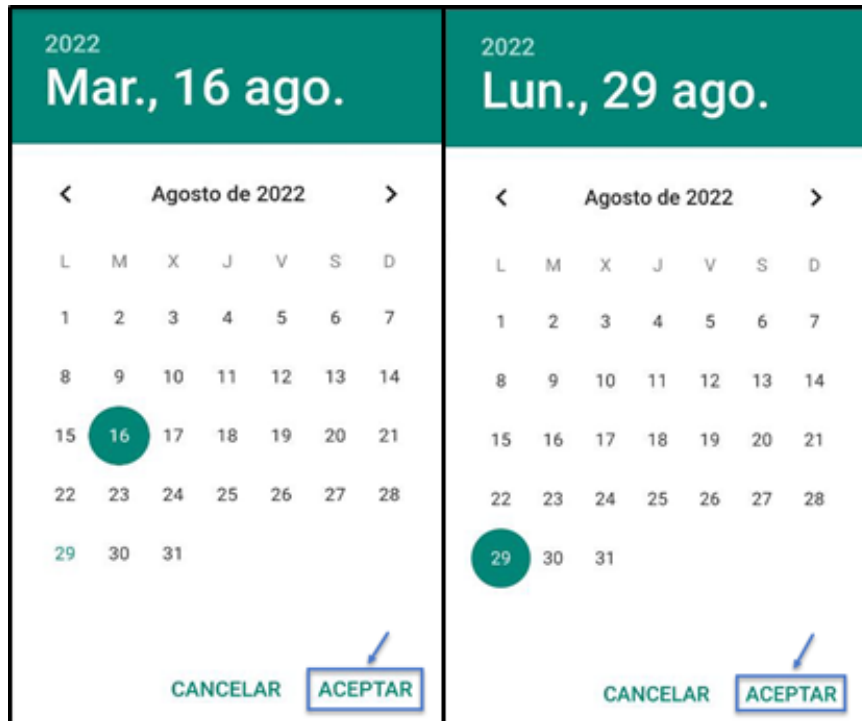 2022
Mar., 16 ago.
Agosto de 2022
L M X J V S D
1 2 3 4 5 6 7
8 9 10 11 12 13 14
15 16 17 18 19 20 21
22 23 24 25 26 27 28
29 30 31
CANCELAR ACEPTAR
2022
Lun., 29 ago.
Agosto de 2022
L M X J V S D
1 2 3 4 5 6 7
8 9 10 11 12 13 14
15 16 17 18 19 20 21
22 23 24 25 26 27 28
29 30 31
CANCELAR ACEPTAR